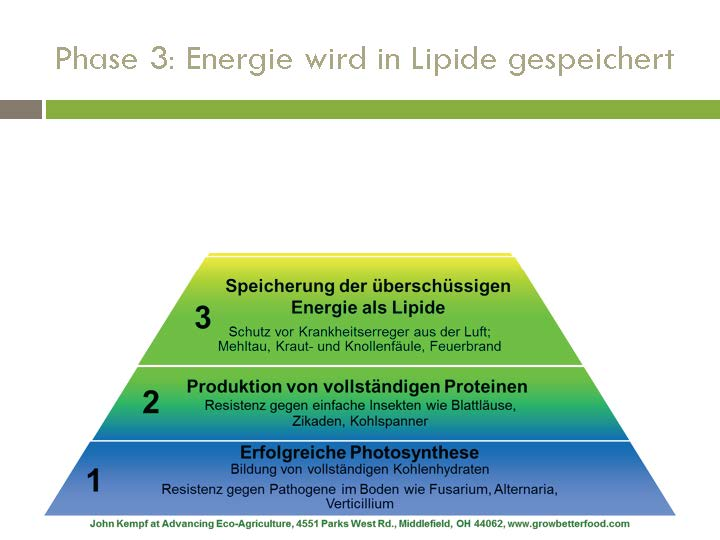 Phase 3: Energie wird in Lipide gespeichert
Speicherung der überschüssigen
Energie als Lipide
3
Schutz vor Krankheitserreger aus der Luft;
Mehltau, Kraut- und Knollenfäule, Feuerbrand
2
Produktion von vollständigen Proteinen
Resistenz gegen einfache Insekten wie Blattläuse,
Zikaden, Kohlspanner
1
Erfolgreiche Photosynthese
Bildung von vollständigen Kohlenhydraten
Resistenz gegen Pathogene im Boden wie Fusarium, Alternaria,
Verticillium
John Kempf at Advancing Eco-Agriculture, 4551 Parks West Rd., Middlefield, OH 44062, www.growbetterfood.com